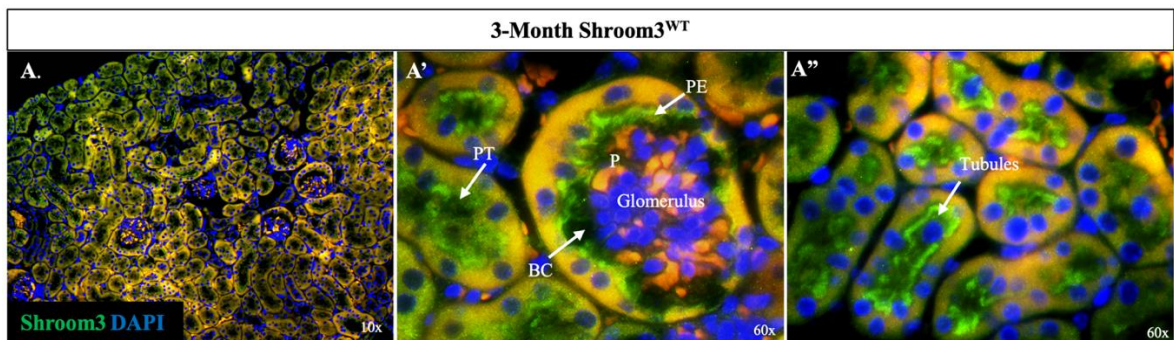 3-Month Shroom3ᵂᵀ
A.
Shroom3 DAPI
10x
A'
PE
PT
P
Glomerulus
BC
60x
A"
Tubules
60x